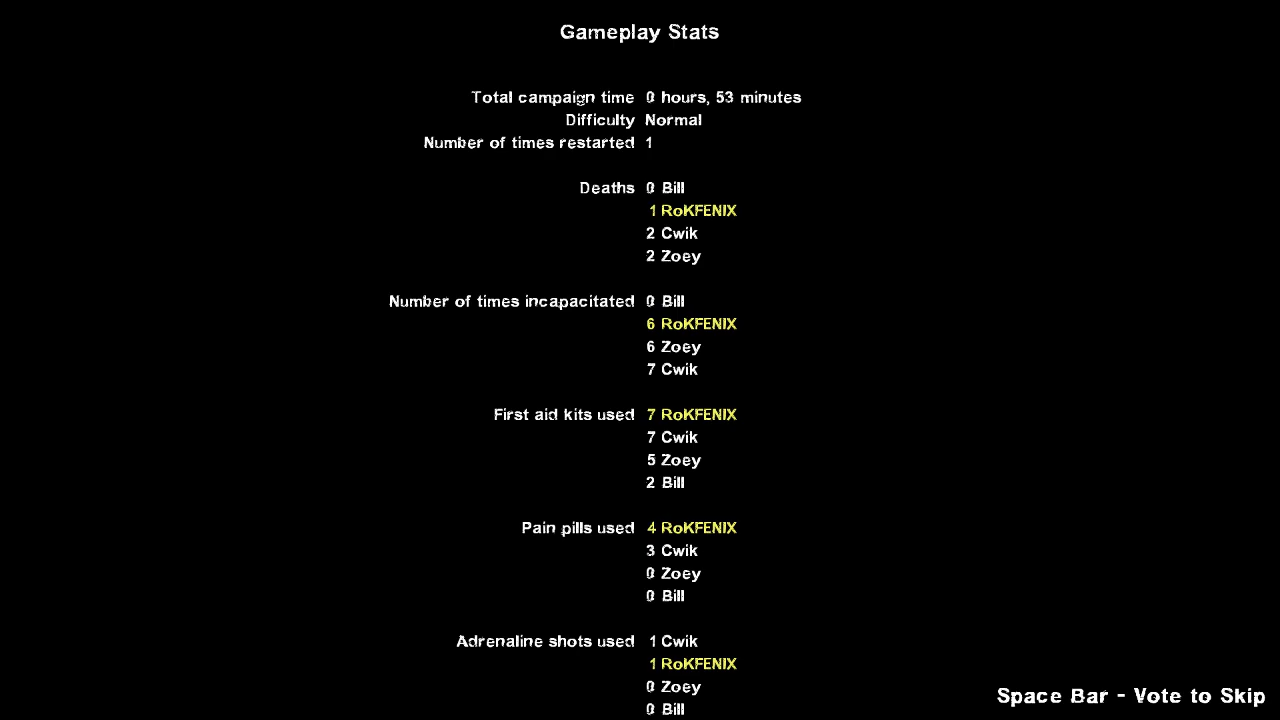 Gameplay Stats
Total campaign time 0 hours, 53 minutes
Difficulty Normal
Number of times restarted 1
Deaths 0 Bill
1 RoKFENIX
2 Cwik
2 Zoey
Number of times incapacitated 0 Bill
6 RoKFENIX
6 Zoey
7 Cwik
First aid kits used 7 RoKFENIX
7 Cwik
5 Zoey
2 Bill
Pain pills used 4 RoKFENIX
3 Cwik
0 Zoey
0 Bill
Adrenaline shots used 1 Cwik
1 RoKFENIX
0 Zoey
0 Bill
Space Bar - Vote to Skip